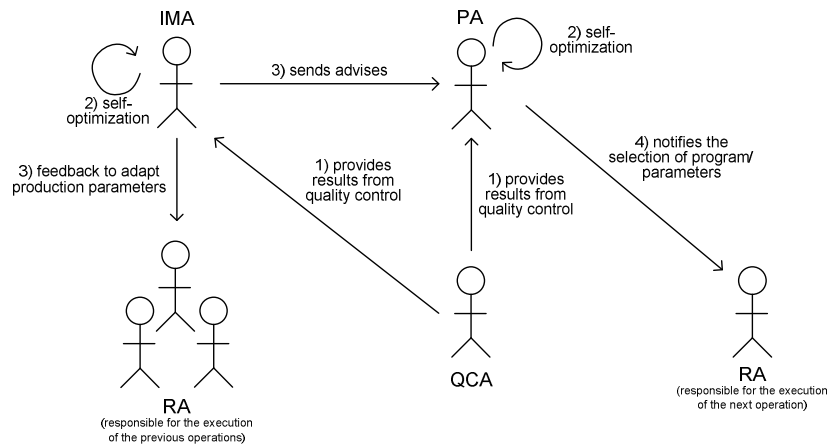 IMA
PA
2) self-
optimization
3) sends advises
2) self-
optimization
4) notifies the
selection of program/
parameters
3) feedback to adapt
production parameters
1) provides
results from
quality control
1) provides
results from
quality control
QCA
RA
(responsible for the execution
of the previous operations)
RA
(responsible for the execution
of the next operation)